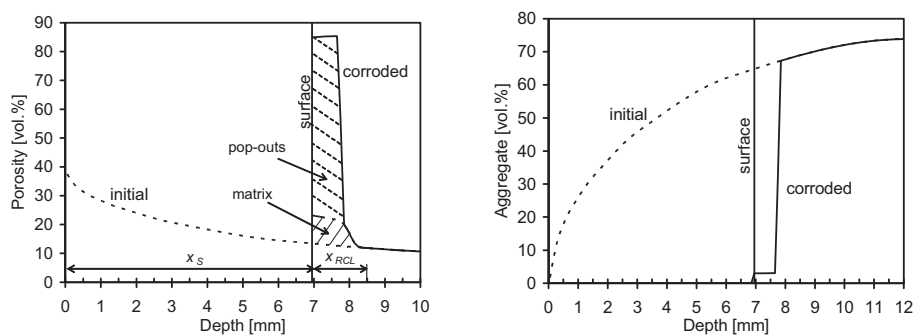 90
80
70
60
50
40
30
20
10
0
Porosity [vol.%]
surface
corroded
pop-outs
matrix
initial
x S
x RCL
0 1 2 3 4 5 6 7 8 9 10
Depth [mm]
80
70
60
50
40
30
20
10
0
Aggregate [vol.%]
initial
surface
corroded
0 1 2 3 4 5 6 7 8 9 10 11 12
Depth [mm]